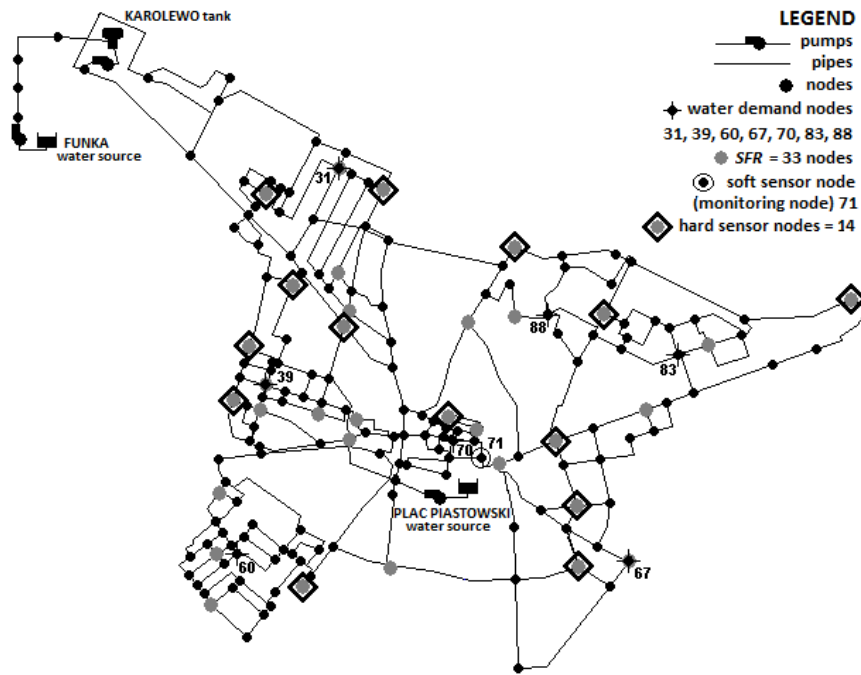 KAROLEWO tank
FUNKA
water source
LEGEND
pumps
pipes
nodes
water demand nodes
31, 39, 60, 67, 70, 83, 88
SFR = 33 nodes
soft sensor node
(monitoring node) 71
hard sensor nodes = 14
31
88
83
39
71
70
PLAC PIASTOWSKI
water source
60
67